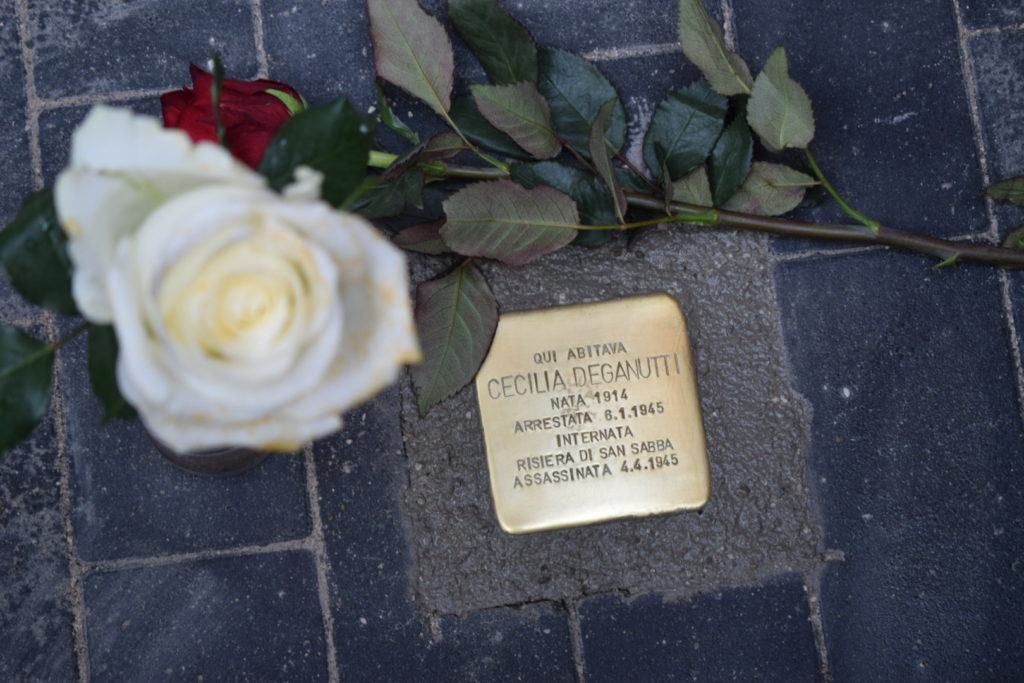 QUI ABITAVA
CECILIA DEGANUTTI
NATA 1914
ARRESTATA 6.1.1945
INTERNATA
RISIERA DI SAN SABBA
ASSASSINATA 4.4.1945